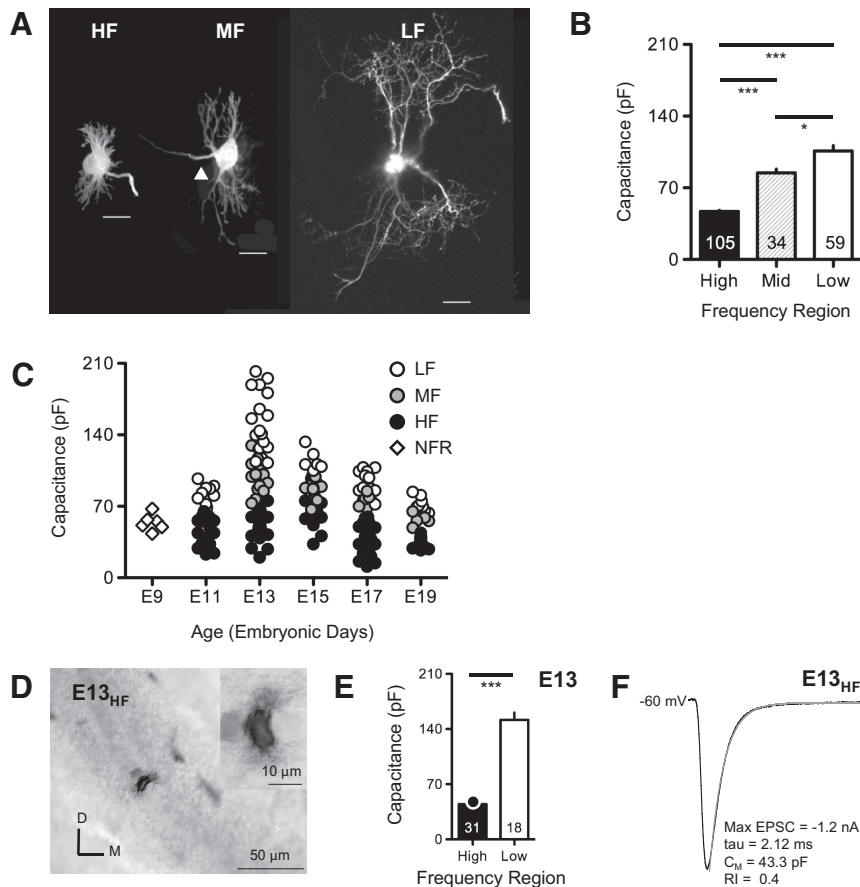 A
HF
MF
LF
B
Capacitance (pF)
210
140
70
0
***
***
*
105
34
59
High
Mid
Low
Frequency Region
C
Capacitance (pF)
210
140
70
0
LF
MF
HF
NFR
E9
E11
E13
E15
E17
E19
Age (Embryonic Days)
D
E13HF
10 µm
D
M
50 µm
E
E13
Capacitance (pF)
210
140
70
0
***
31
18
High
Low
Frequency Region
F
E13HF
-60 mV
Max EPSC = -1.2 nA
tau = 2.12 ms
CM = 43.3 pF
RI = 0.4